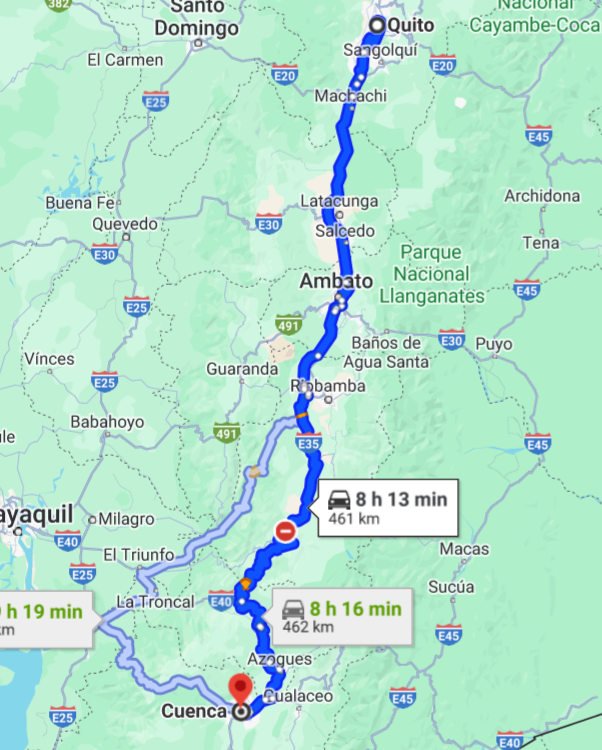 382
Santo
Domingo
Quito
Nacional
Cayambe-Coca
Sangolquí
El Carmen
E20
E20
Machachi
E25
E45
Latacunga
Archidona
Buena Fe
Quevedo
E30
Salcedo
Tena
E30
Parque
Nacional
Llanganates
Ambato
E45
E25
491
Baños de
Agua Santa
E30
Puyo
Vínces
Guaranda
E25
Riobamba
Babahoyo
491
E35
E45
ule
8 h 13 min
461 km
ayaquil
Milagro
E40
Macas
El Triunfo
E25
Sucúa
La Troncal
E40
h 19 min
km
8 h 16 min
462 km
E45
Azogues
Gualaceo
E45
Cuenca
E25
E40